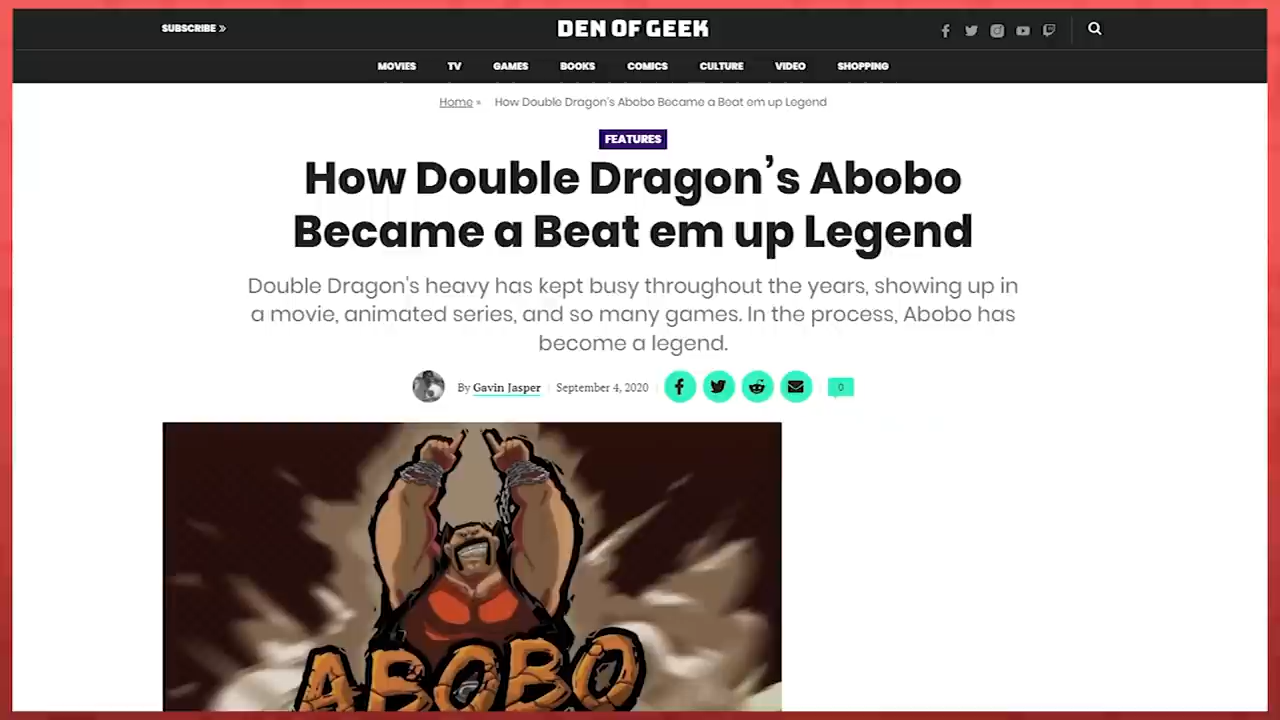 SUBSCRIBE »
DEN OF GEEK
MOVIES TV GAMES BOOKS COMICS CULTURE VIDEO SHOPPING
Home » How Double Dragon's Abobo Became a Beat em up Legend
FEATURES
How Double Dragon’s Abobo
Became a Beat em up Legend
Double Dragon's heavy has kept busy throughout the years, showing up in
a movie, animated series, and so many games. In the process, Abobo has
become a legend.
By Gavin Jasper | September 4, 2020 |
0
ABOBO